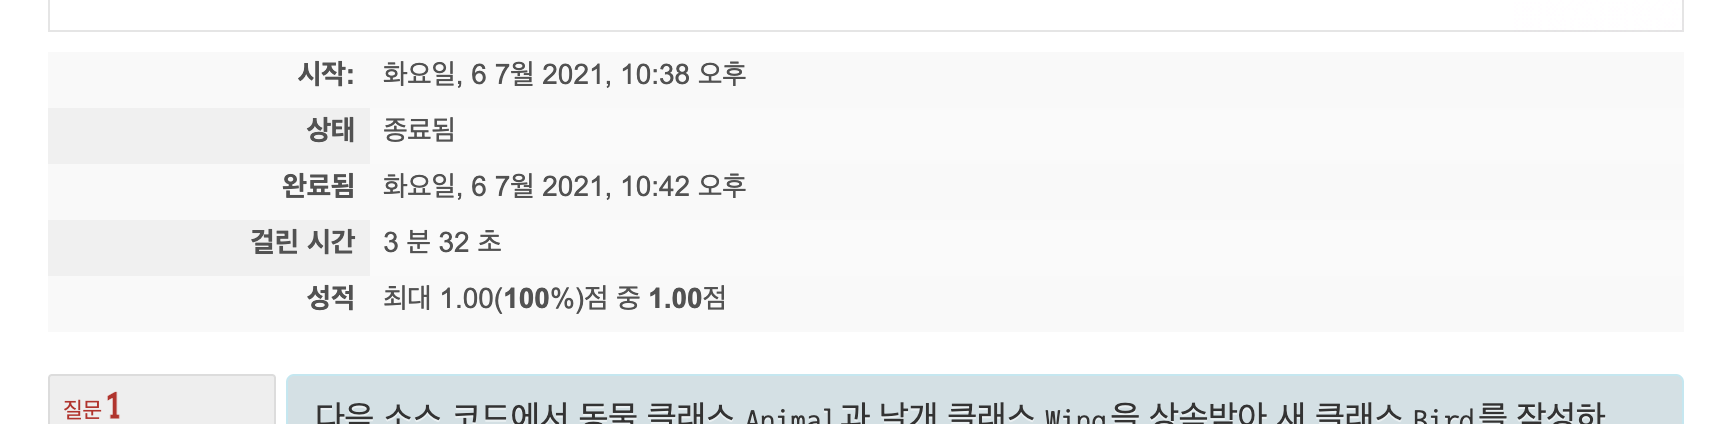 시작: 화요일, 6 7월 2021, 10:38 오후
상태 종료됨
완료됨 화요일, 6 7월 2021, 10:42 오후
걸린 시간 3 분 32 초
성적 최대 1.00(100%)점 중 1.00점
질문 1
다음 소스 코드에서 동물 클래스 Animal과 날개 클래스 Wing을 상속받아 새 클래스 Bird를 작성하